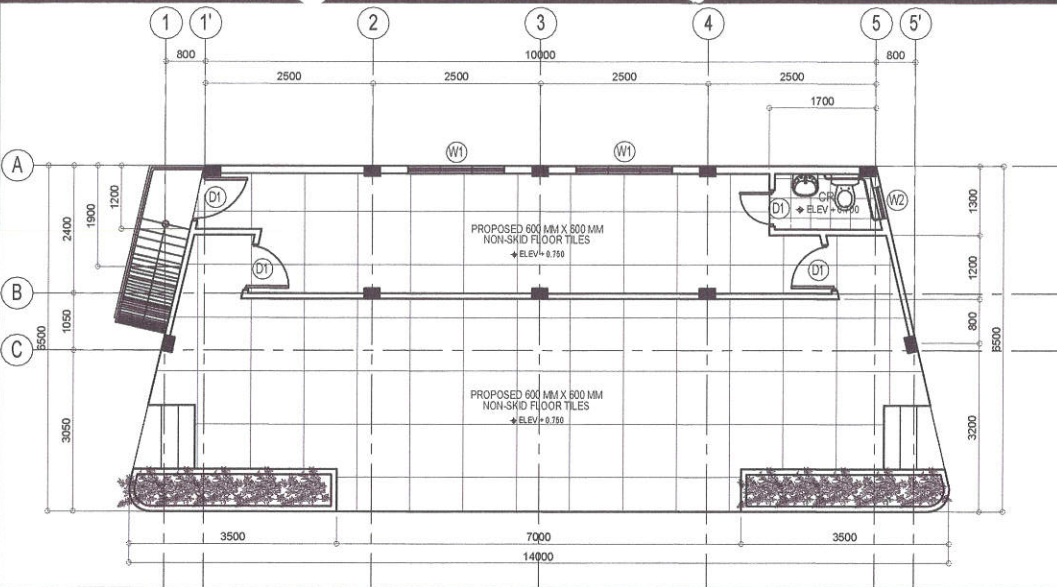 1
1'
2
3
4
5
5'
800
10000
800
2500
2500
2500
2500
1700
A
W1
W1
1200
1900
2400
D1
D1
CR
W2
1300
PROPOSED 600 MM X 600 MM
NON-SKID FLOOR TILES
ELEV + 0.750
D1
D1
1200
B
1050
6500
800
6500
C
PROPOSED 600 MM X 600 MM
NON-SKID FLOOR TILES
ELEV + 0.750
3050
3200
3500
7000
3500
14000